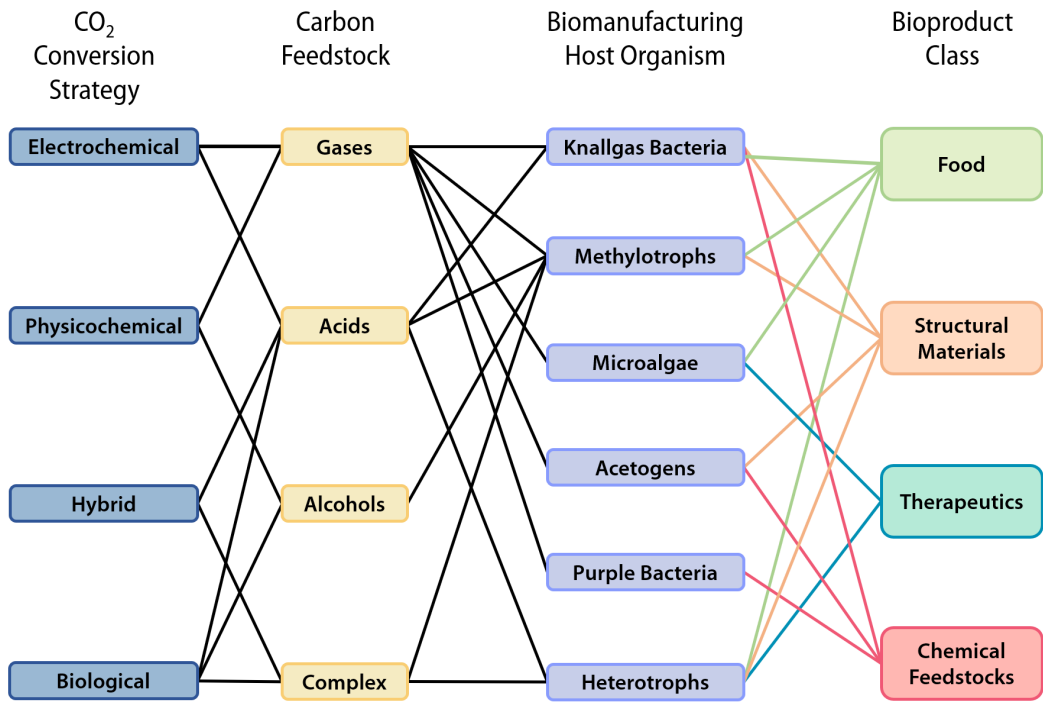 CO₂
Conversion
Strategy
Carbon
Feedstock
Biomanufacturing
Host Organism
Bioproduct
Class
Electrochemical
Physicochemical
Hybrid
Biological
Gases
Acids
Alcohols
Complex
Knallgas Bacteria
Methylotrophs
Microalgae
Acetogens
Purple Bacteria
Heterotrophs
Food
Structural
Materials
Therapeutics
Chemical
Feedstocks